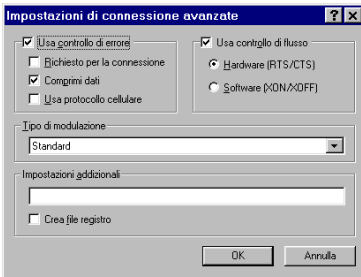 Impostazioni di connessione avanzate
Usa controllo di errore
Richiesto per la connessione
Comprimi dati
Usa protocollo cellulare
Usa controllo di flusso
Hardware (RTS/CTS)
Software (XON/XOFF)
Tipo di modulazione
Standard
Impostazioni addizionali
Crea file registro
OK
Annulla